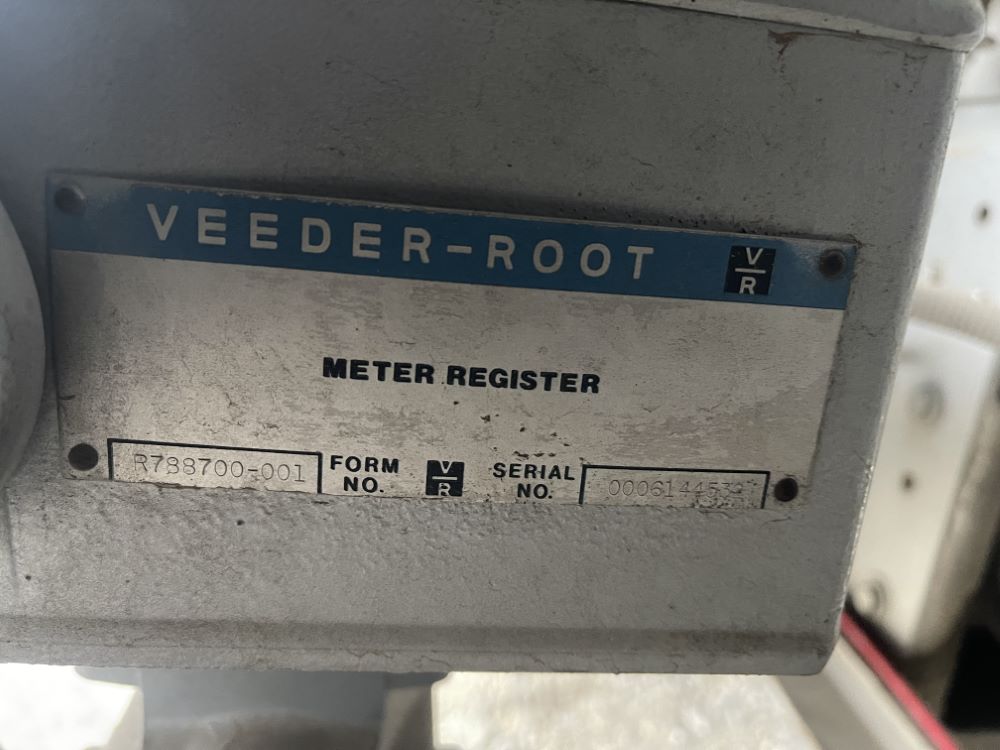 VEEDER-ROOT V/R
METER REGISTER
R788700-001 FORM NO. V/R SERIAL NO.